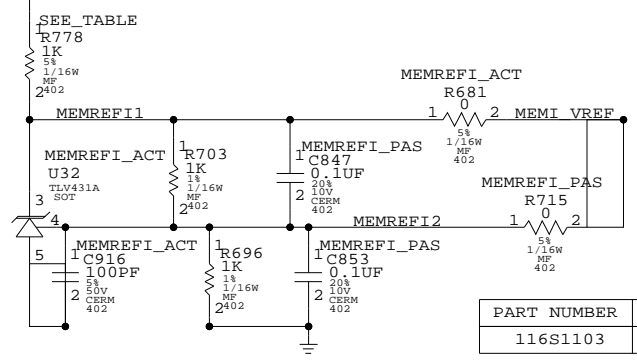 SEE_TABLE
1
R778
1K
5%
1/16W
MF
402
2
MEMREFI1
MEMREFI_ACT
R681
0
1
2
5%
1/16W
MF
402
MEMI_VREF
MEMREFI_ACT
U32
TLV431A
SOT
3
4
5
1
R703
1K
1%
1/16W
MF
402
2
MEMREFI_PAS
1
C847
0.1UF
20%
10V
CERM
402
2
MEMREFI_PAS
R715
0
1
2
5%
1/16W
MF
402
MEMREFI2
MEMREFI_ACT
1
C916
100PF
5%
50V
CERM
402
2
1
R696
1K
1%
1/16W
MF
402
2
MEMREFI_PAS
1
C853
0.1UF
20%
10V
CERM
402
2
PART NUMBER
116S1103